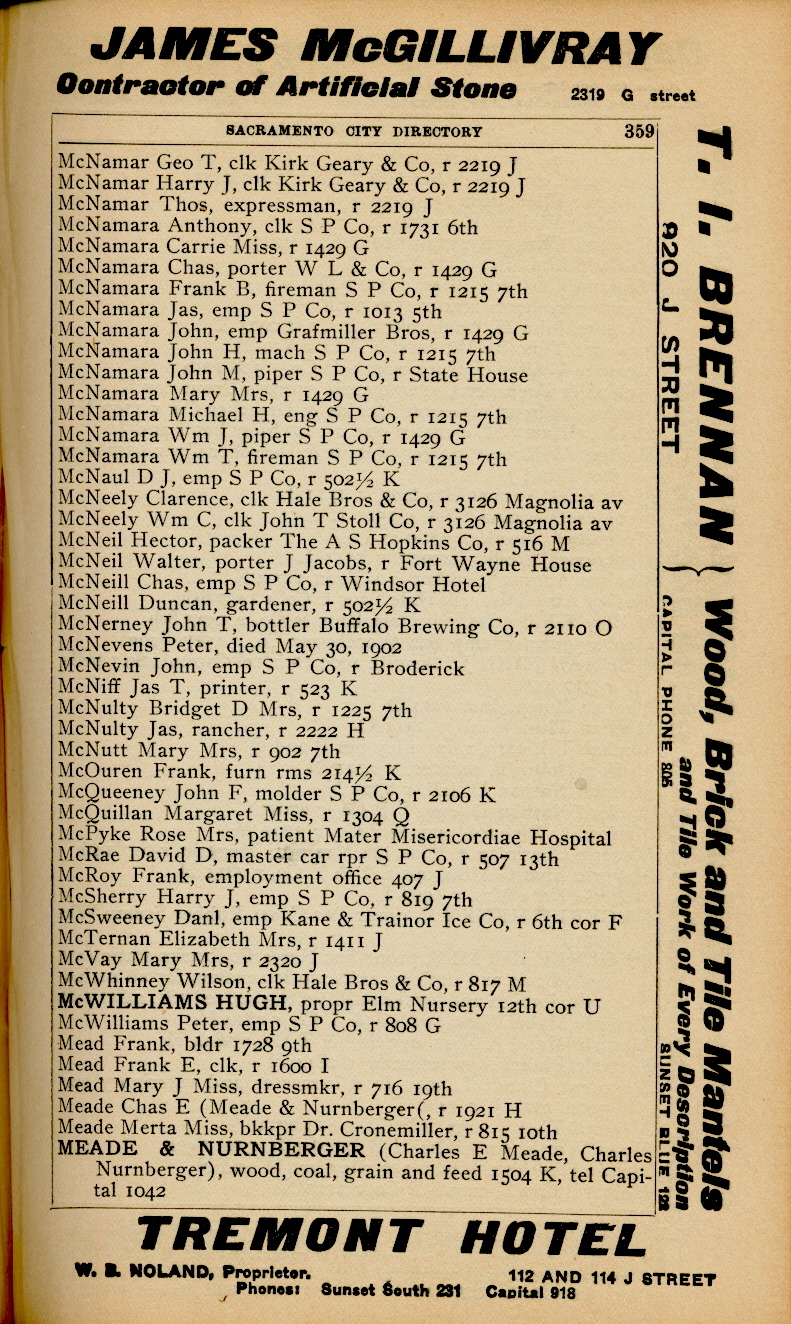 JAMES McGILLIVRAY
Contractor of Artificial Stone 2319 G street
SACRAMENTO CITY DIRECTORY 359
McNamar Geo T, clk Kirk Geary & Co, r 2219 J
McNamar Harry J, clk Kirk Geary & Co, r 2219 J
McNamar Thos, expressman, r 2219 J
McNamara Anthony, clk S P Co, r 1731 6th
McNamara Carrie Miss, r 1429 G
McNamara Chas, porter W L & Co, r 1429 G
McNamara Frank B, fireman S P Co, r 1215 7th
McNamara Jas, emp S P Co, r 1013 5th
McNamara John, emp Grafmiller Bros, r 1429 G
McNamara John H, mach S P Co, r 1215 7th
McNamara John M, piper S P Co, r State House
McNamara Mary Mrs, r 1429 G
McNamara Michael H, eng S P Co, r 1215 7th
McNamara Wm J, piper S P Co, r 1429 G
McNamara Wm T, fireman S P Co, r 1215 7th
McNaul D J, emp S P Co, r 502½ K
McNeely Clarence, clk Hale Bros & Co, r 3126 Magnolia av
McNeely Wm C, clk John T Stoll Co, r 3126 Magnolia av
McNeil Hector, packer The A S Hopkins Co, r 516 M
McNeil Walter, porter J Jacobs, r Fort Wayne House
McNeill Chas, emp S P Co, r Windsor Hotel
McNeill Duncan, gardener, r 502½ K
McNerney John T, bottler Buffalo Brewing Co, r 2110 O
McNevens Peter, died May 30, 1902
McNevin John, emp S P Co, r Broderick
McNiff Jas T, printer, r 523 K
McNulty Bridget D Mrs, r 1225 7th
McNulty Jas, rancher, r 2222 H
McNutt Mary Mrs, r 902 7th
McOuren Frank, furn rms 214½ K
McQueeney John F, molder S P Co, r 2106 K
McQuillan Margaret Miss, r 1304 Q
McPyke Rose Mrs, patient Mater Misericordiae Hospital
McRae David D, master car rpr S P Co, r 507 13th
McRoy Frank, employment office 407 J
McSherry Harry J, emp S P Co, r 819 7th
McSweeney Danl, emp Kane & Trainor Ice Co, r 6th cor F
McTernan Elizabeth Mrs, r 1411 J
McVay Mary Mrs, r 2320 J
McWhinney Wilson, clk Hale Bros & Co, r 817 M
McWILLIAMS HUGH, propr Elm Nursery 12th cor U
McWilliams Peter, emp S P Co, r 808 G
Mead Frank, bldr 1728 9th
Mead Frank E, clk, r 1600 I
Mead Mary J Miss, dressmkr, r 716 19th
Meade Chas E (Meade & Nurnberger(, r 1921 H
Meade Merta Miss, bkkpr Dr. Cronemiller, r 815 10th
MEADE & NURNBERGER (Charles E Meade, Charles
Nurnberger), wood, coal, grain and feed 1504 K, tel Capi-
tal 1042
T. I. BRENNAN } Wood, Brick and Tile Mantels
and Tile Work of Every Description
920 J STREET CAPITAL PHONE 805 SUNSET BLUE 122
TREMONT HOTEL
W. B. NOLAND, Proprietor. 112 AND 114 J STREET
Phones: Sunset South 231 Capital 918